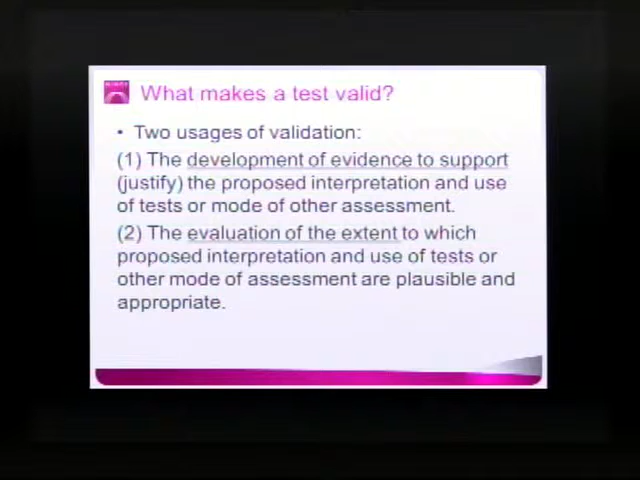 What makes a test valid?
• Two usages of validation:
(1) The development of evidence to support
(justify) the proposed interpretation and use
of tests or mode of other assessment.
(2) The evaluation of the extent to which
proposed interpretation and use of tests or
other mode of assessment are plausible and
appropriate.